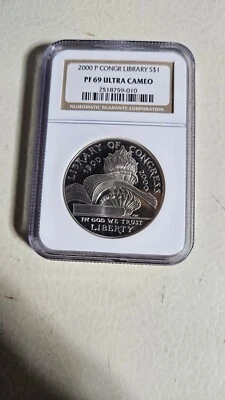 2000 P CONGR LIBRARY S$1
PF 69 ULTRA CAMEO
2518759-010
NUMISMATIC GUARANTY CORPORATION
LIBRARY OF CONGRESS
1800 2000
IN GOD WE TRUST
LIBERTY